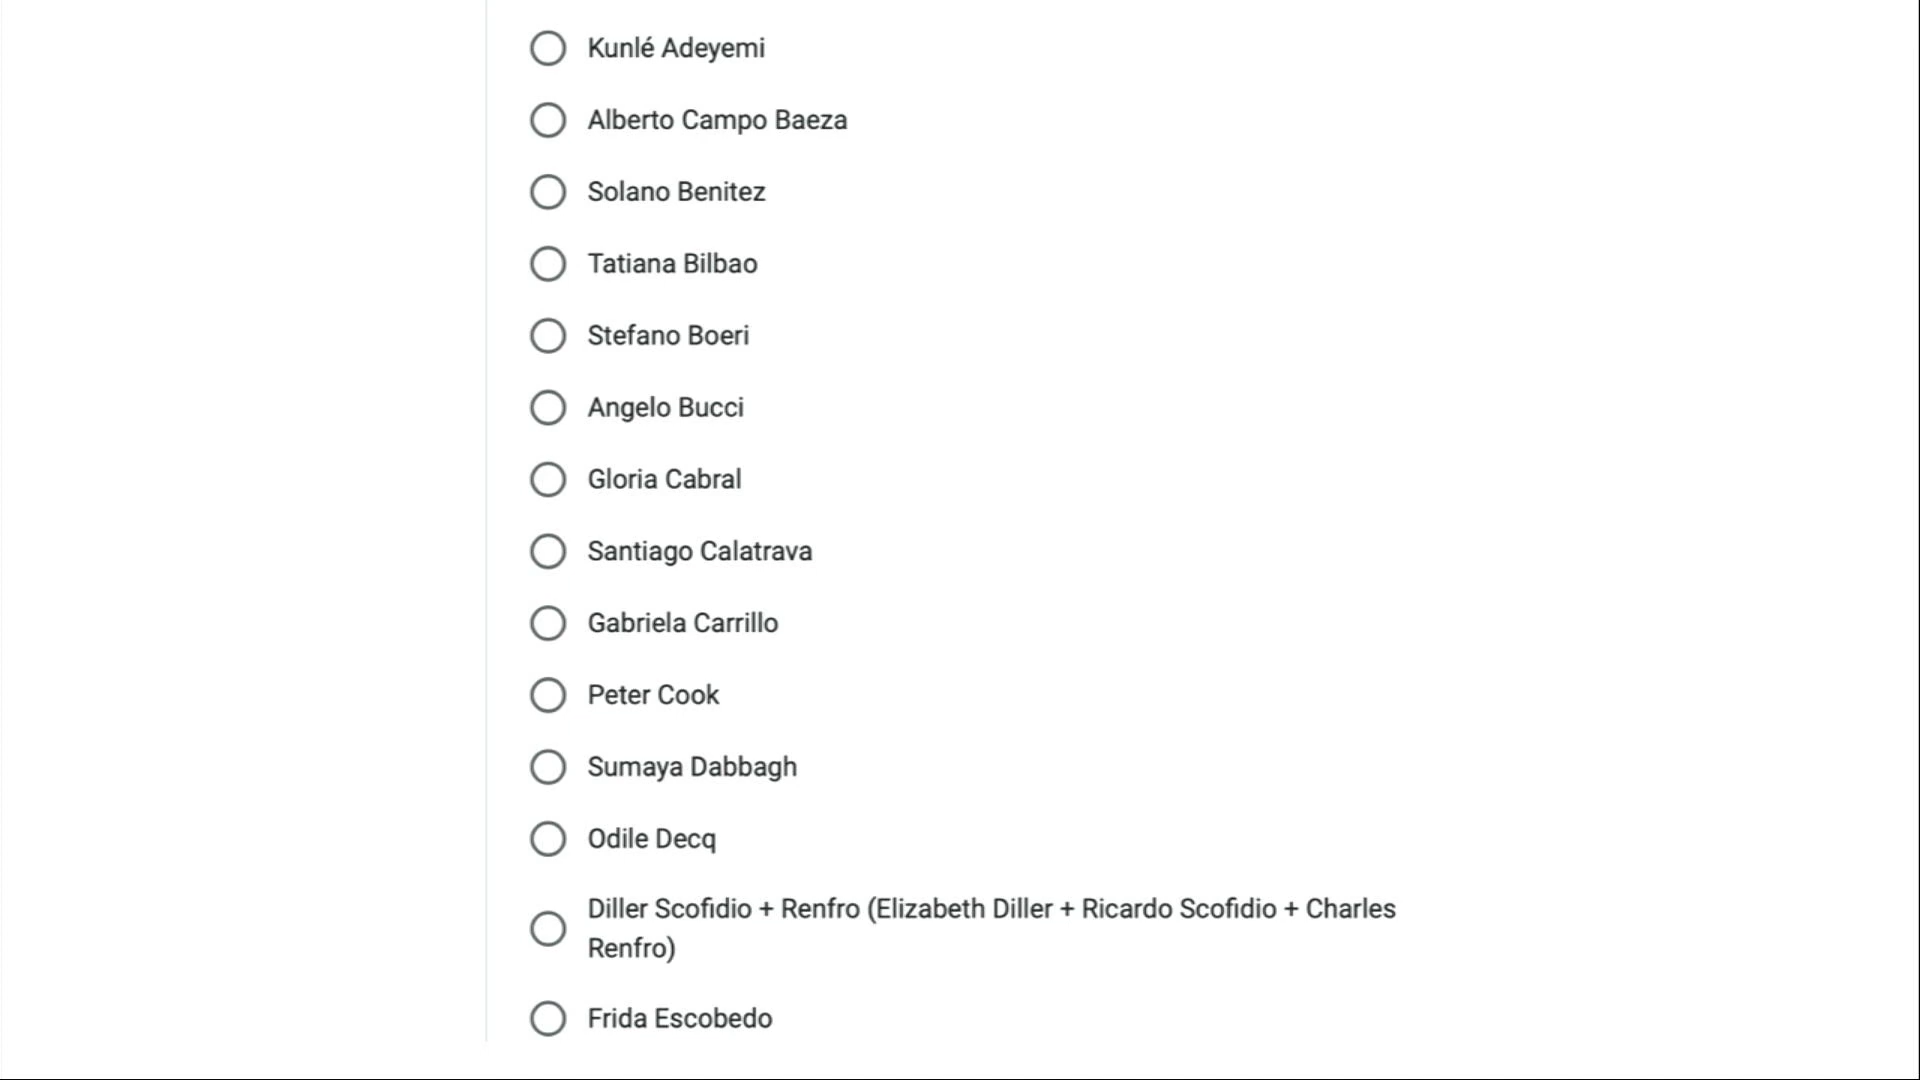 Kunlé Adeyemi
Alberto Campo Baeza
Solano Benitez
Tatiana Bilbao
Stefano Boeri
Angelo Bucci
Gloria Cabral
Santiago Calatrava
Gabriela Carrillo
Peter Cook
Sumaya Dabbagh
Odile Decq
Diller Scofidio + Renfro (Elizabeth Diller + Ricardo Scofidio + Charles
Renfro)
Frida Escobedo